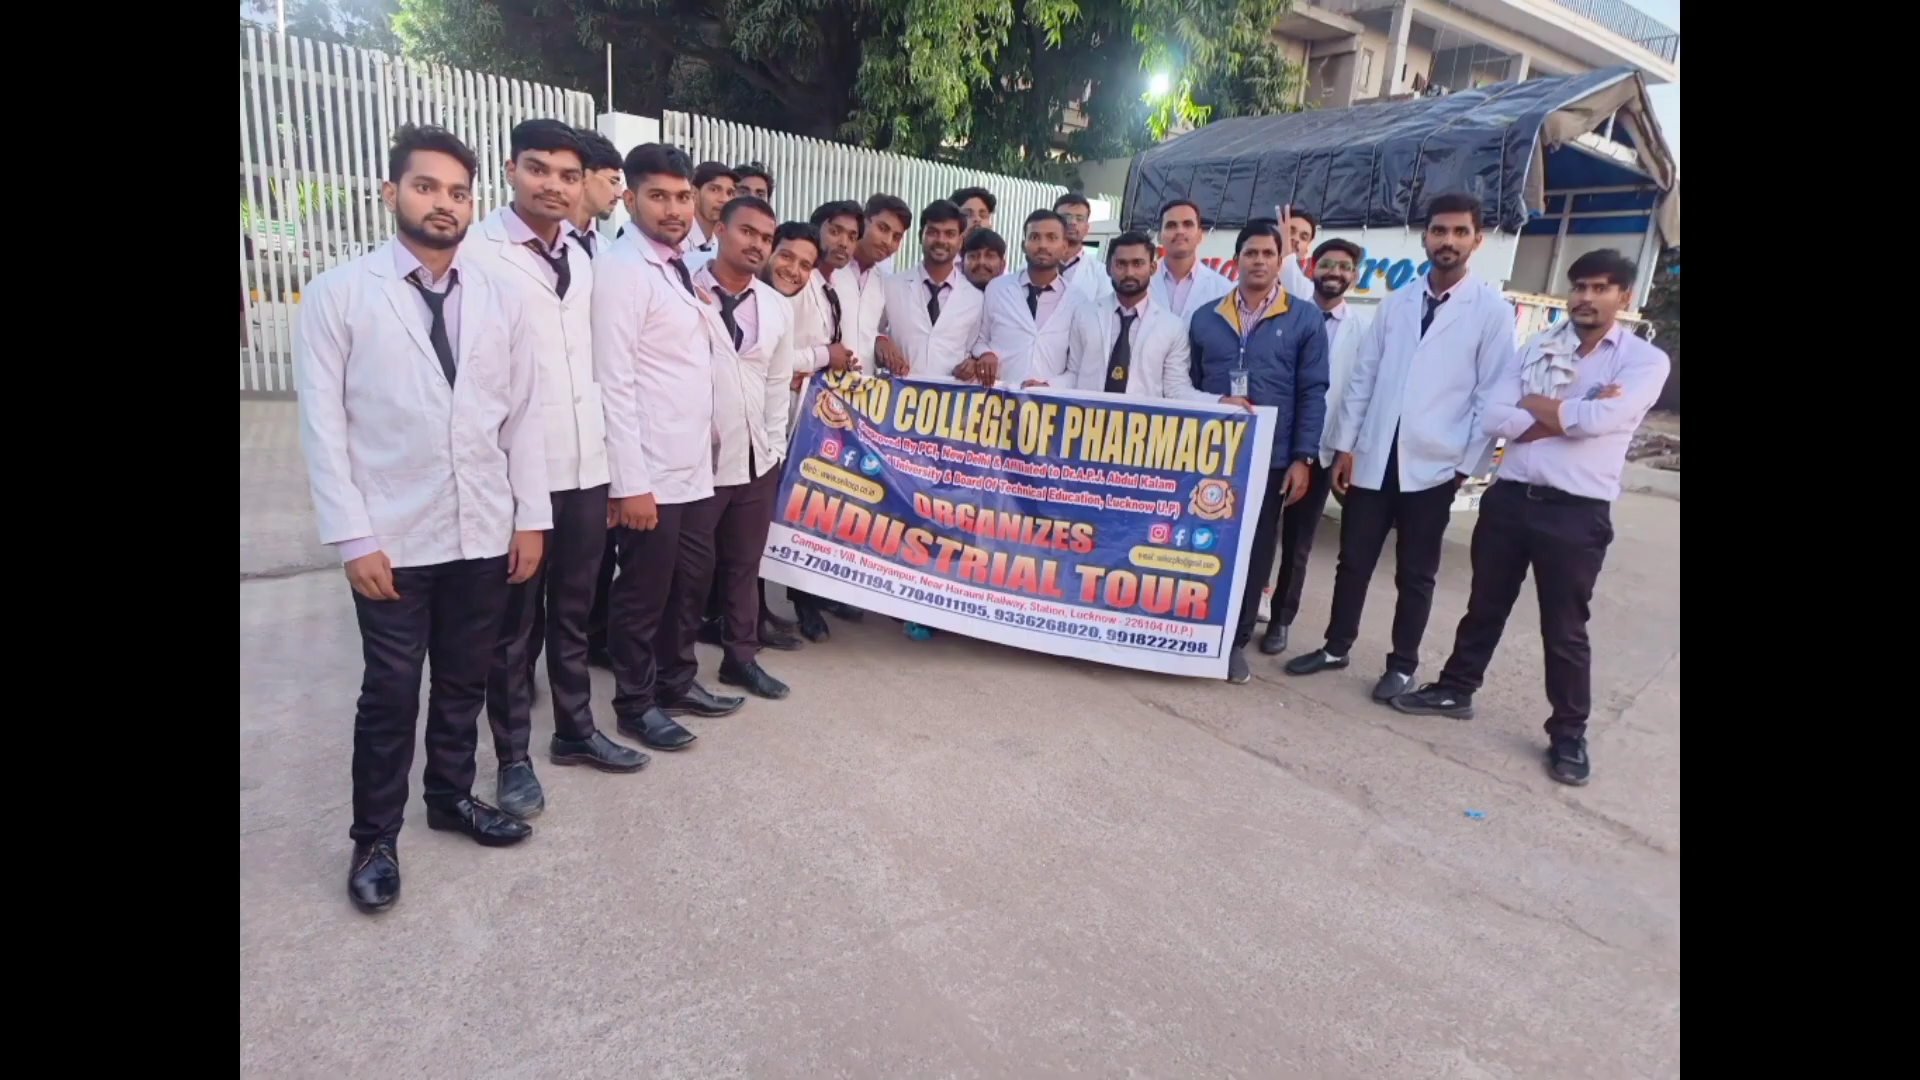 COLLEGE OF PHARMACY
Approved By PCI, New Delhi & Affiliated to Dr.A.P.J. Abdul Kalam
University & Board Of Technical Education, Lucknow U.P)
ORGANIZES
INDUSTRIAL TOUR
Campus : Vill. Narayanpur, Near Harauni Railway, Station, Lucknow - 226104 (U.P.)
+91-7704011194, 7704011195, 9336268020, 9918222798